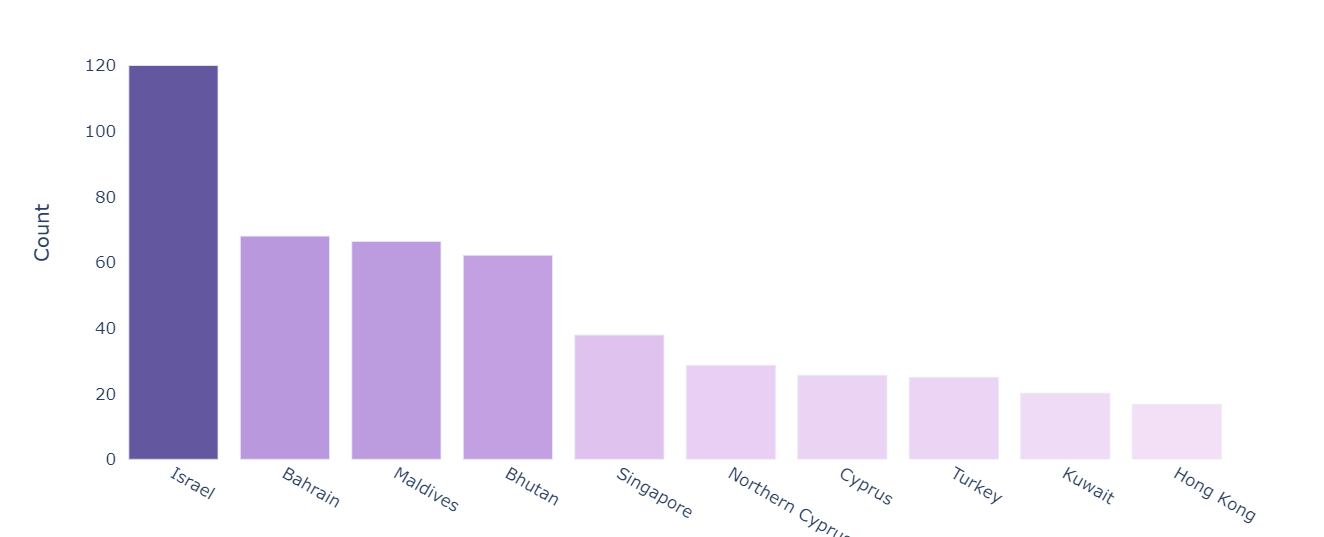 Count
120
100
80
60
40
20
0
Israel
Bahrain
Maldives
Bhutan
Singapore
Northern Cyprus
Cyprus
Turkey
Kuwait
Hong Kong